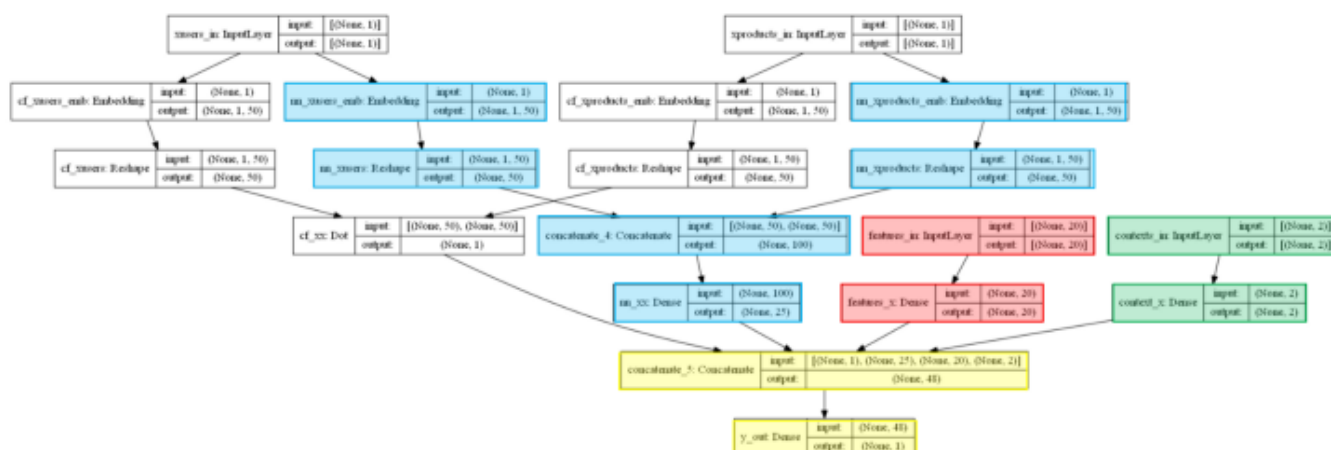 xusers_in: InputLayer input: [(None, 1)] output: [(None, 1)]
xproducts_in: InputLayer input: [(None, 1)] output: [(None, 1)]
cf_xusers_emb: Embedding input: (None, 1) output: (None, 1, 50)
nn_xusers_emb: Embedding input: (None, 1) output: (None, 1, 50)
cf_xproducts_emb: Embedding input: (None, 1) output: (None, 1, 50)
nn_xproducts_emb: Embedding input: (None, 1) output: (None, 1, 50)
cf_xusers: Reshape input: (None, 1, 50) output: (None, 50)
nn_xusers: Reshape input: (None, 1, 50) output: (None, 50)
cf_xproducts: Reshape input: (None, 1, 50) output: (None, 50)
nn_xproducts: Reshape input: (None, 1, 50) output: (None, 50)
cf_xx: Dot input: [(None, 50), (None, 50)] output: (None, 1)
concatenate_4: Concatenate input: [(None, 50), (None, 50)] output: (None, 100)
features_in: InputLayer input: [(None, 20)] output: [(None, 20)]
contexts_in: InputLayer input: [(None, 2)] output: [(None, 2)]
nn_xx: Dense input: (None, 100) output: (None, 25)
features_x: Dense input: (None, 20) output: (None, 20)
context_x: Dense input: (None, 2) output: (None, 2)
concatenate_5: Concatenate input: [(None, 1), (None, 25), (None, 20), (None, 2)] output: (None, 48)
y_out: Dense input: (None, 48) output: (None, 1)